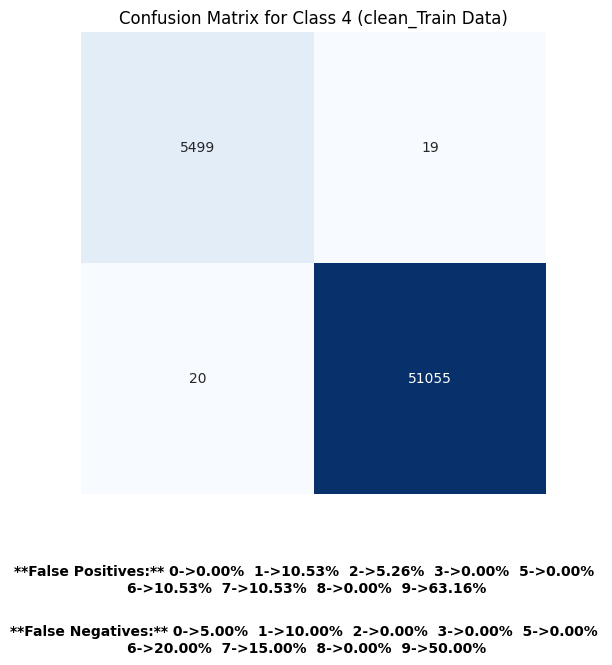 Confusion Matrix for Class 4 (clean_Train Data)
5499 19
20 51055
**False Positives:** 0->0.00%  1->10.53%  2->5.26%  3->0.00%  5->0.00%
6->10.53%  7->10.53%  8->0.00%  9->63.16%
**False Negatives:** 0->5.00%  1->10.00%  2->0.00%  3->0.00%  5->0.00%
6->20.00%  7->15.00%  8->0.00%  9->50.00%